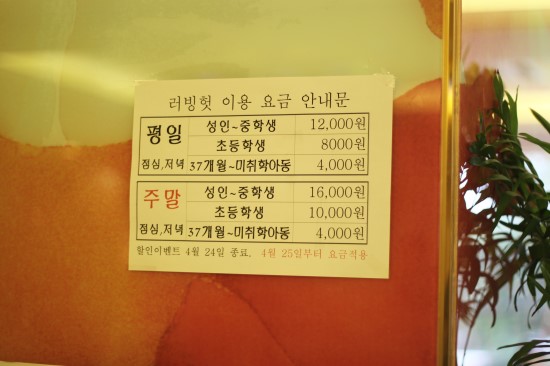 러빙헛 이용 요금 안내문
평일 성인~중학생 12,000원
초등학생 8000원
점심,저녁 37개월~미취학아동 4,000원
주말 성인~중학생 16,000원
초등학생 10,000원
점심,저녁 37개월~미취학아동 4,000원
할인이벤트 4월 24일 종료, 4월 25일부터 요금적용